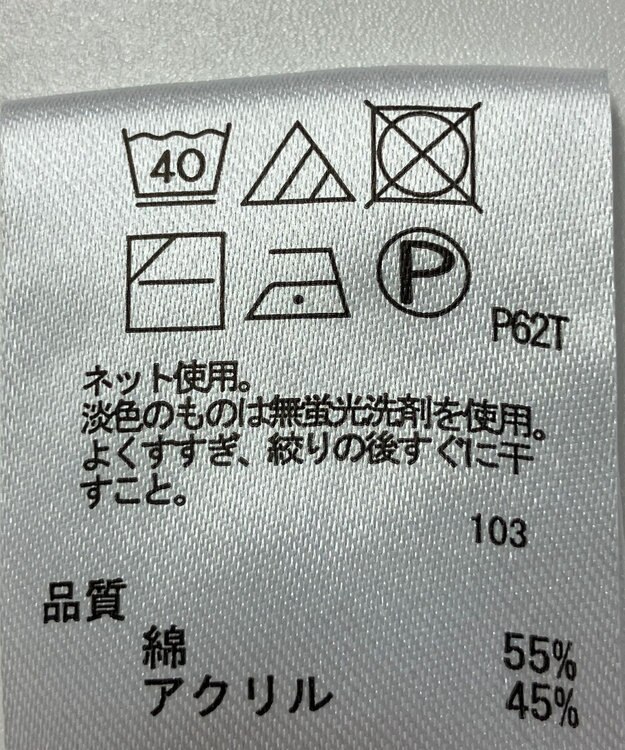 40
P
P62T
ネット使用。
淡色のものは無蛍光洗剤を使用。
よくすすぎ、絞りの後すぐに干
すこと。
103
品質
綿 55%
アクリル 45%